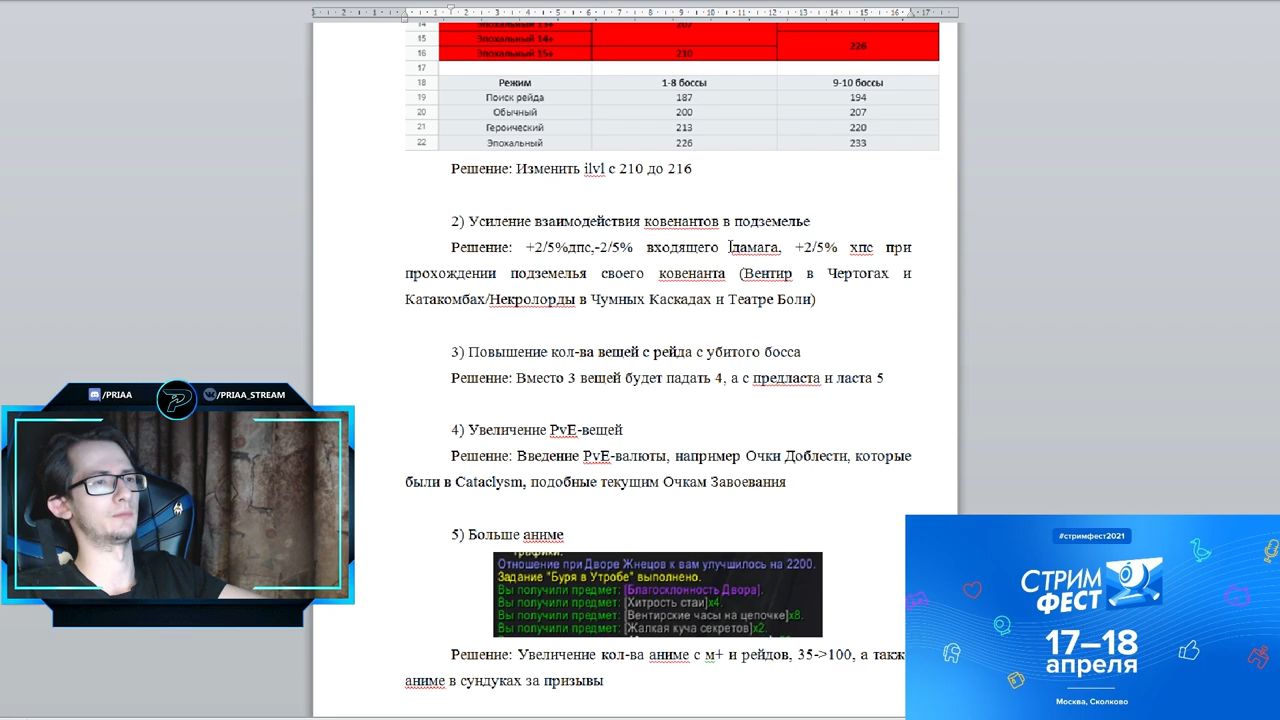 14 Эпохальный 13+ 207
15 Эпохальный 14+ 226
16 Эпохальный 15+ 210
17
18 Режим 1-8 боссы 9-10 боссы
19 Поиск рейда 187 194
20 Обычный 200 207
21 Героический 213 220
22 Эпохальный 226 233
Решение: Изменить ilvl с 210 до 216
2) Усиление взаимодействия ковенантов в подземелье
Решение: +2/5%дпс,-2/5% входящего дамага, +2/5% хпс при
прохождении подземелья своего ковенанта (Вентир в Чертогах и
Катакомбах/Некролорды в Чумных Каскадах и Театре Боли)
3) Повышение кол-ва вешей с рейда с убитого босса
Решение: Вместо 3 вещей будет падать 4, а с предласта и ласта 5
4) Увеличение PvE-вещей
Решение: Введение PvE-валюты, например Очки Доблести, которые
были в Cataclysm, подобные текущим Очкам Завоевания
5) Больше аниме
графики.
Отношение при Дворе Жнецов к вам улучшилось на 2200.
Задание "Буря в Утробе" выполнено.
Вы получили предмет: [Благосклонность Двора].
Вы получили предмет: [Хитрость стаи]x4.
Вы получили предмет: [Вентирские часы на цепочке]x8.
Вы получили предмет: [Жалкая куча секретов]x2.
Решение: Увеличение кол-ва аниме с м+ и рейдов, 35->100, а такж
аниме в сундуках за призывы
/PRIAA
/PRIAA_STREAM
#стримфест2021
СТРИМ
ФЕСТ
17–18
апреля
Москва, Сколково